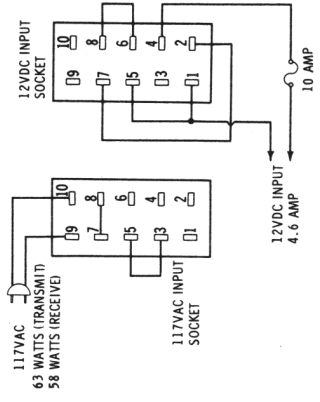 12VDC INPUT
SOCKET
10 8 6 4 2
9 7 5 3 1
10 AMP
12VDC INPUT
4.6 AMP
10 8 6 4 2
9 7 5 3 1
117VAC INPUT
SOCKET
117VAC
63 WATTS (TRANSMIT)
58 WATTS (RECEIVE)